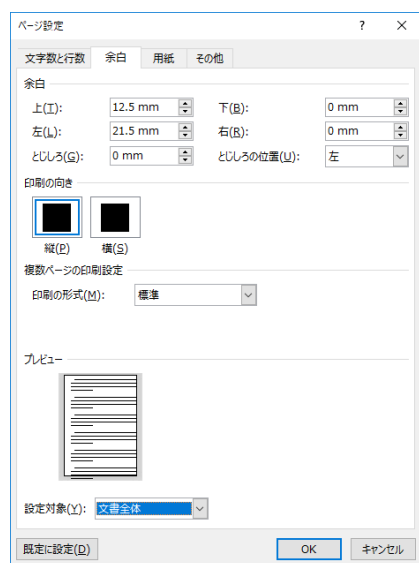 ページ設定 ? ×
文字数と行数 余白 用紙 その他
余白
上(T): 12.5 mm 下(B): 0 mm
左(L): 21.5 mm 右(R): 0 mm
とじしろ(G): 0 mm とじしろの位置(U): 左
印刷の向き
縦(P) 横(S)
複数ページの印刷設定
印刷の形式(M): 標準
プレビュー
設定対象(Y): 文書全体
既定に設定(D) OK キャンセル